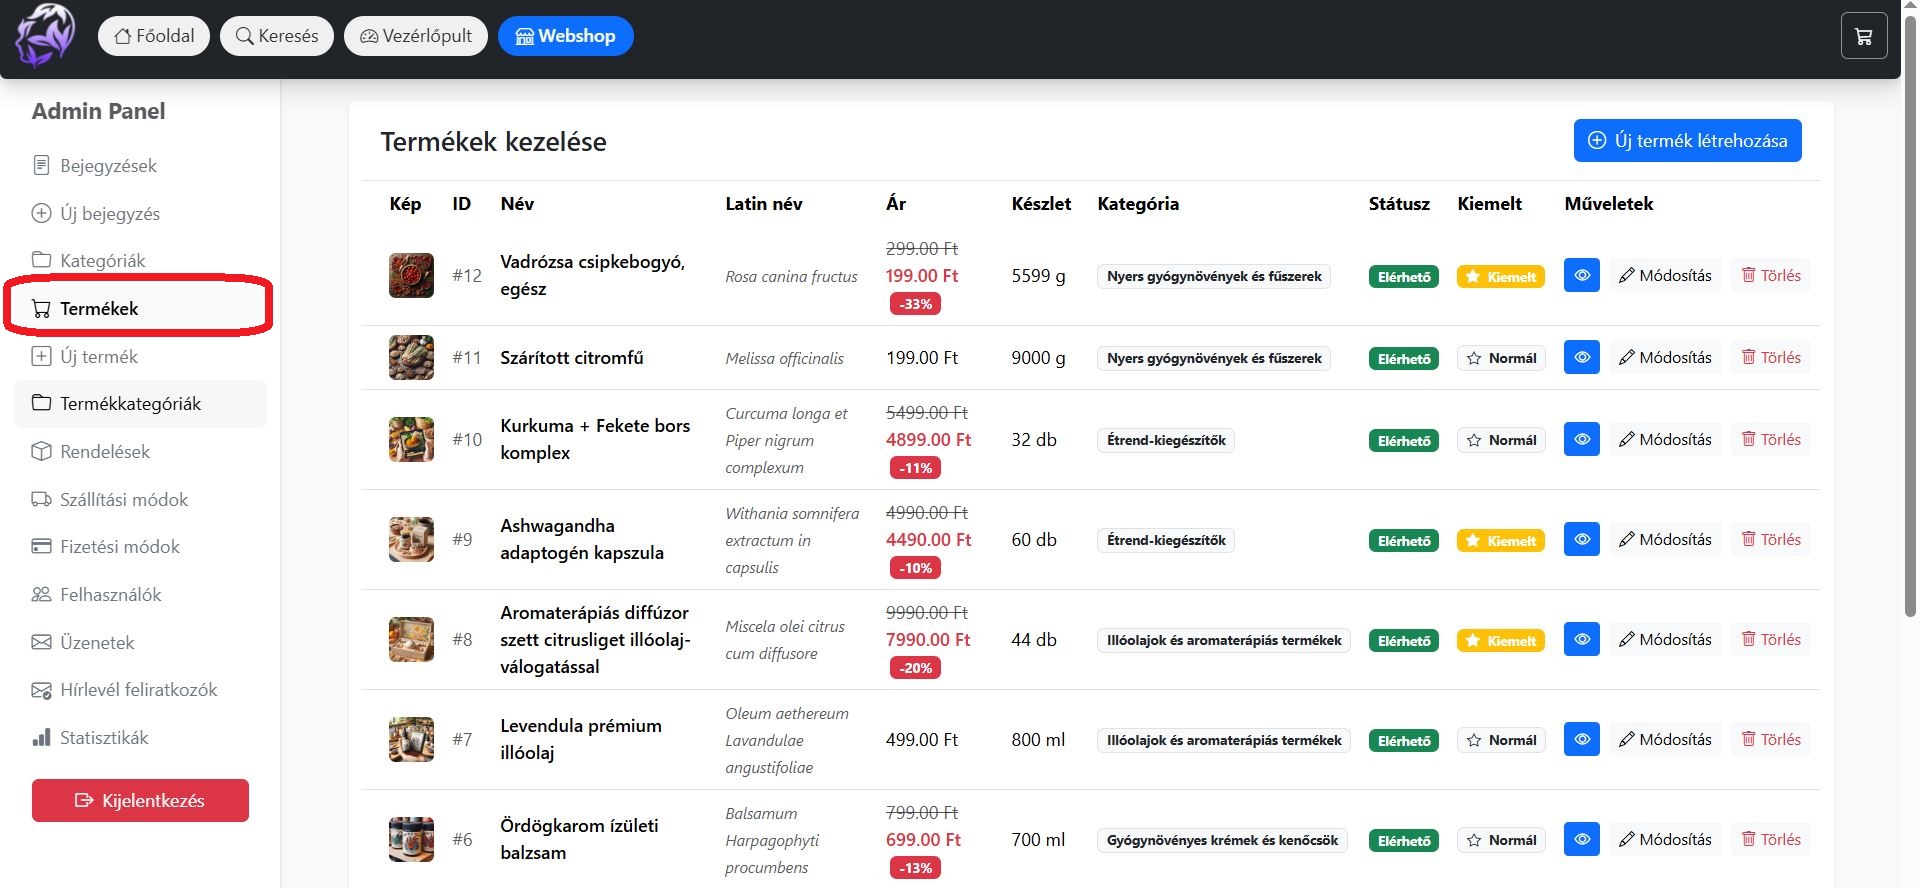 Főoldal Keresés Vezérlőpult Webshop
Admin Panel
Bejegyzések
Új bejegyzés
Kategóriák
Termékek
Új termék
Termékkategóriák
Rendelések
Szállítási módok
Fizetési módok
Felhasználók
Üzenetek
Hírlevél feliratkozók
Statisztikák
Kijelentkezés
Termékek kezelése
Új termék létrehozása
Kép ID Név Latin név Ár Készlet Kategória Státusz Kiemelt Műveletek
#12 Vadrózsa csipkebogyó, egész Rosa canina fructus 299.00 Ft 199.00 Ft -33% 5599 g Nyers gyógynövények és fűszerek Elérhető Kiemelt Módosítás Törlés
#11 Szárított citromfű Melissa officinalis 199.00 Ft 9000 g Nyers gyógynövények és fűszerek Elérhető Normál Módosítás Törlés
#10 Kurkuma + Fekete bors komplex Curcuma longa et Piper nigrum complexum 5499.00 Ft 4899.00 Ft -11% 32 db Étrend-kiegészítők Elérhető Normál Módosítás Törlés
#9 Ashwagandha adaptogén kapszula Withania somnifera extractum in capsulis 4990.00 Ft 4490.00 Ft -10% 60 db Étrend-kiegészítők Elérhető Kiemelt Módosítás Törlés
#8 Aromaterápiás diffúzor szett citrusliget illóolaj-válogatással Miscela olei citrus cum diffusore 9990.00 Ft 7990.00 Ft -20% 44 db Illóolajok és aromaterápiás termékek Elérhető Kiemelt Módosítás Törlés
#7 Levendula prémium illóolaj Oleum aethereum Lavandulae angustifoliae 499.00 Ft 800 ml Illóolajok és aromaterápiás termékek Elérhető Normál Módosítás Törlés
#6 Ördögkarom ízületi balzsam Balsamum Harpagophyti procumbens 799.00 Ft 699.00 Ft -13% 700 ml Gyógynövényes krémek és kenőcsök Elérhető Normál Módosítás Törlés